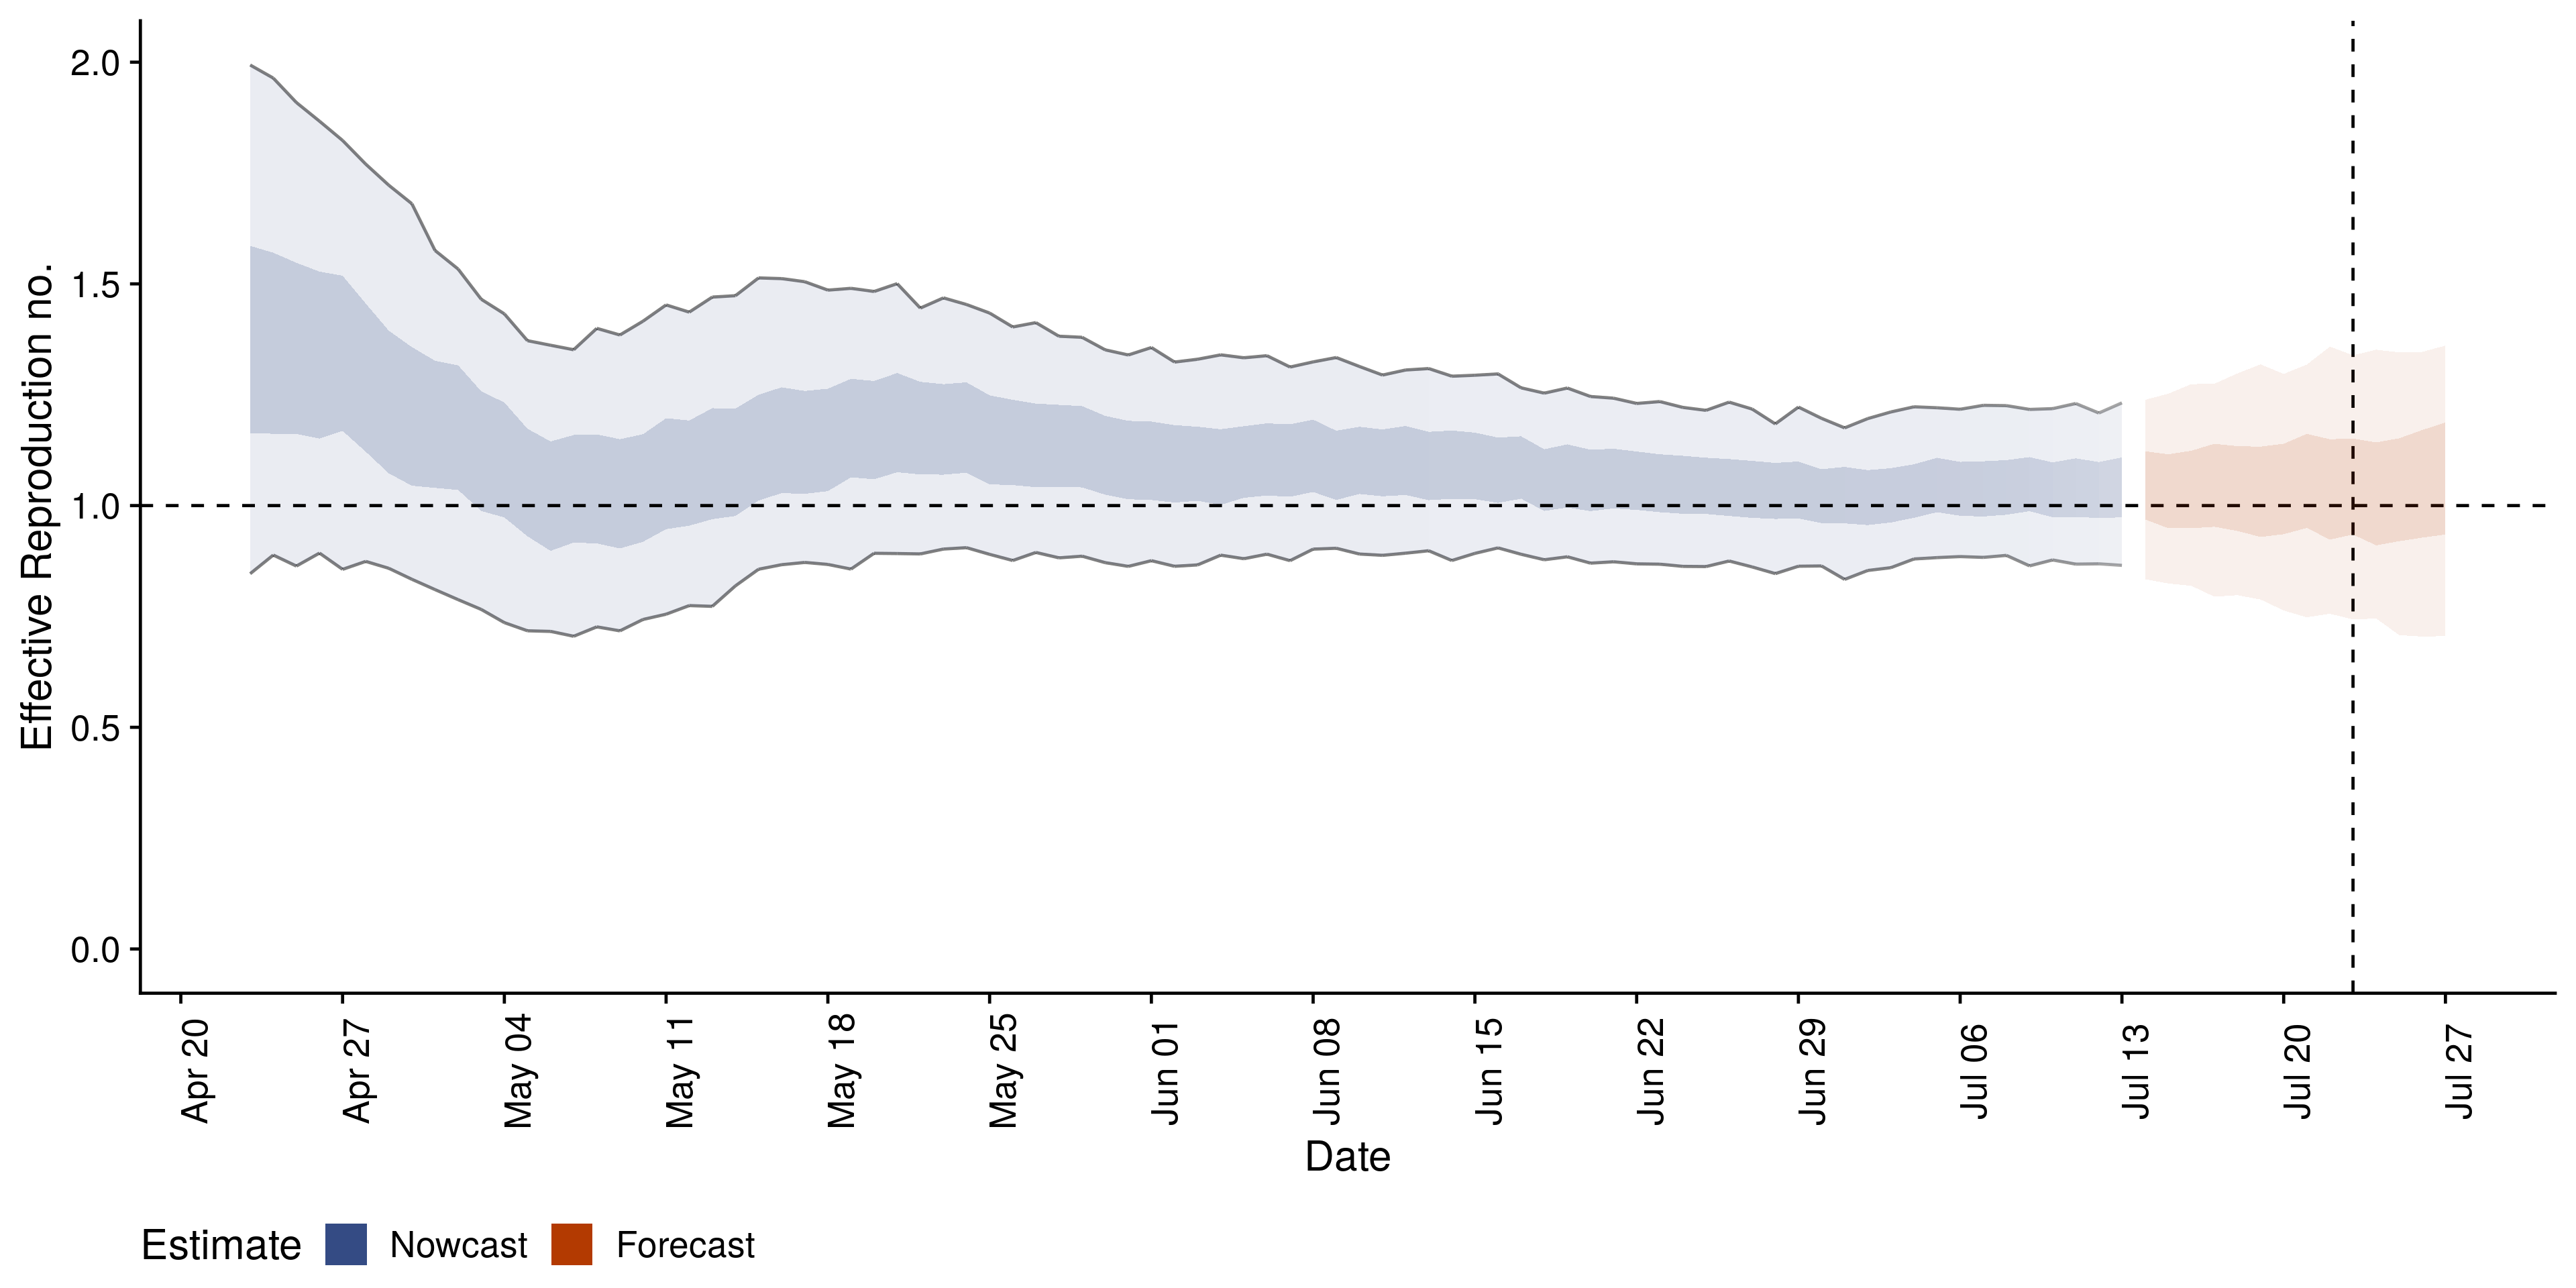 Effective Reproduction no.
2.0
1.5
1.0
0.5
0.0
Apr 20
Apr 27
May 04
May 11
May 18
May 25
Jun 01
Jun 08
Jun 15
Jun 22
Jun 29
Jul 06
Jul 13
Jul 20
Jul 27
Date
Estimate Nowcast Forecast